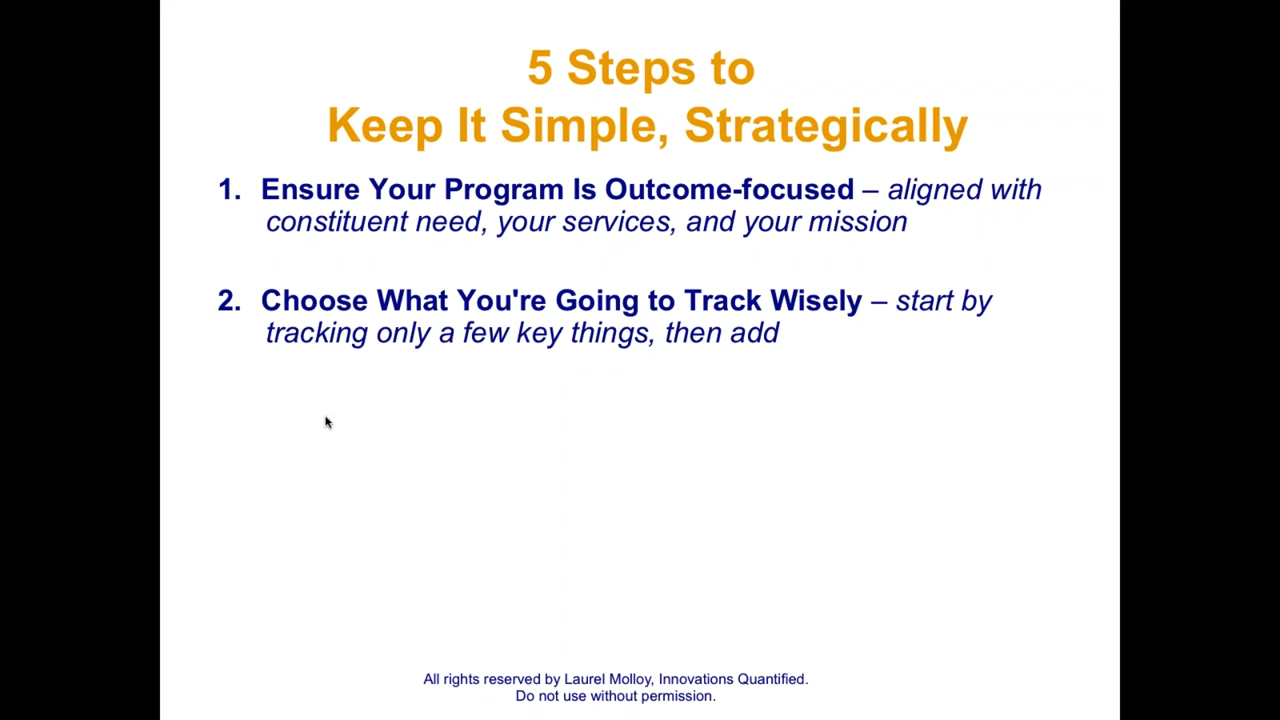 5 Steps to
Keep It Simple, Strategically
1. Ensure Your Program Is Outcome-focused – aligned with
constituent need, your services, and your mission
2. Choose What You're Going to Track Wisely – start by
tracking only a few key things, then add
All rights reserved by Laurel Molloy, Innovations Quantified.
Do not use without permission.